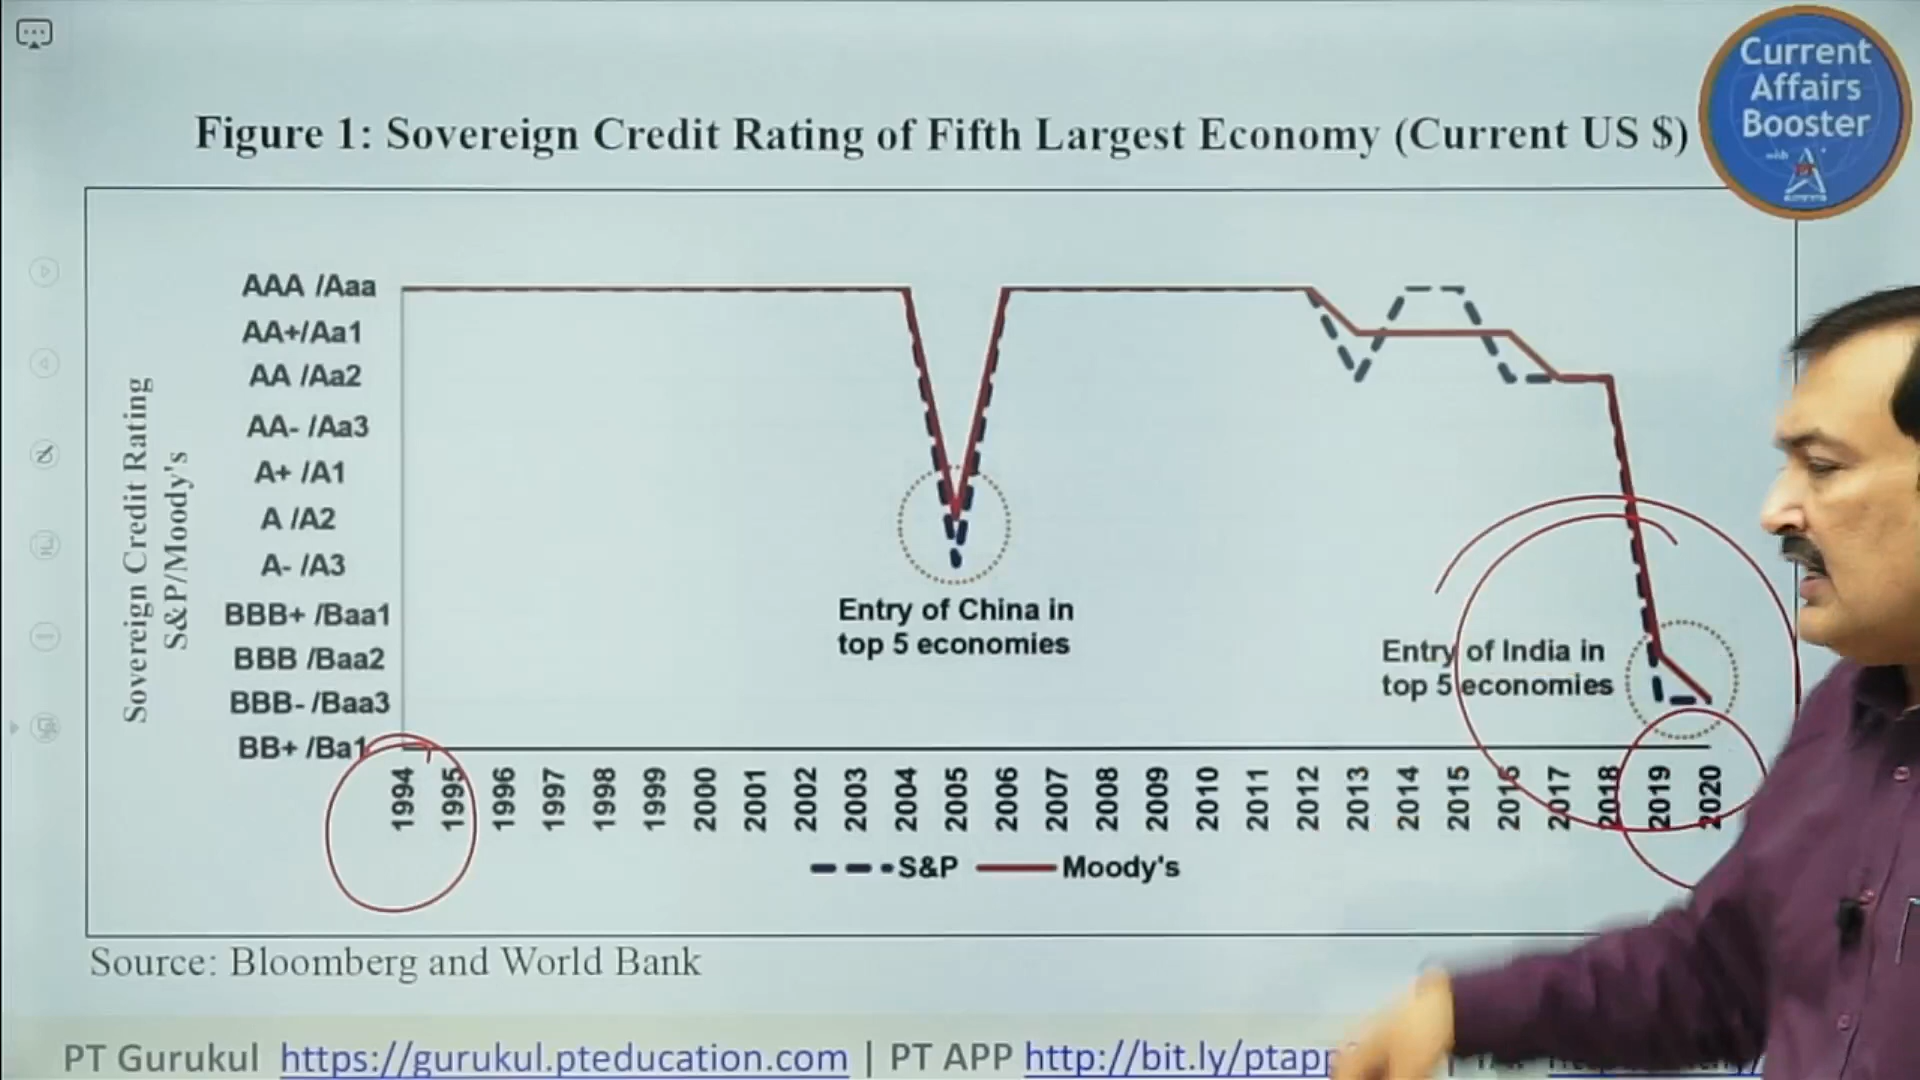 Current
Affairs
Booster
with
Figure 1: Sovereign Credit Rating of Fifth Largest Economy (Current US $)
Sovereign Credit Rating
S&P/Moody's
AAA /Aaa
AA+/Aa1
AA /Aa2
AA- /Aa3
A+ /A1
A /A2
A- /A3
BBB+ /Baa1
BBB /Baa2
BBB- /Baa3
BB+ /Ba1
Entry of China in
top 5 economies
Entry of India in
top 5 economies
1994 1995 1996 1997 1998 1999 2000 2001 2002 2003 2004 2005 2006 2007 2008 2009 2010 2011 2012 2013 2014 2015 2016 2017 2018 2019 2020
S&P Moody's
Source: Bloomberg and World Bank
PT Gurukul https://gurukul.pteducation.com | PT APP |